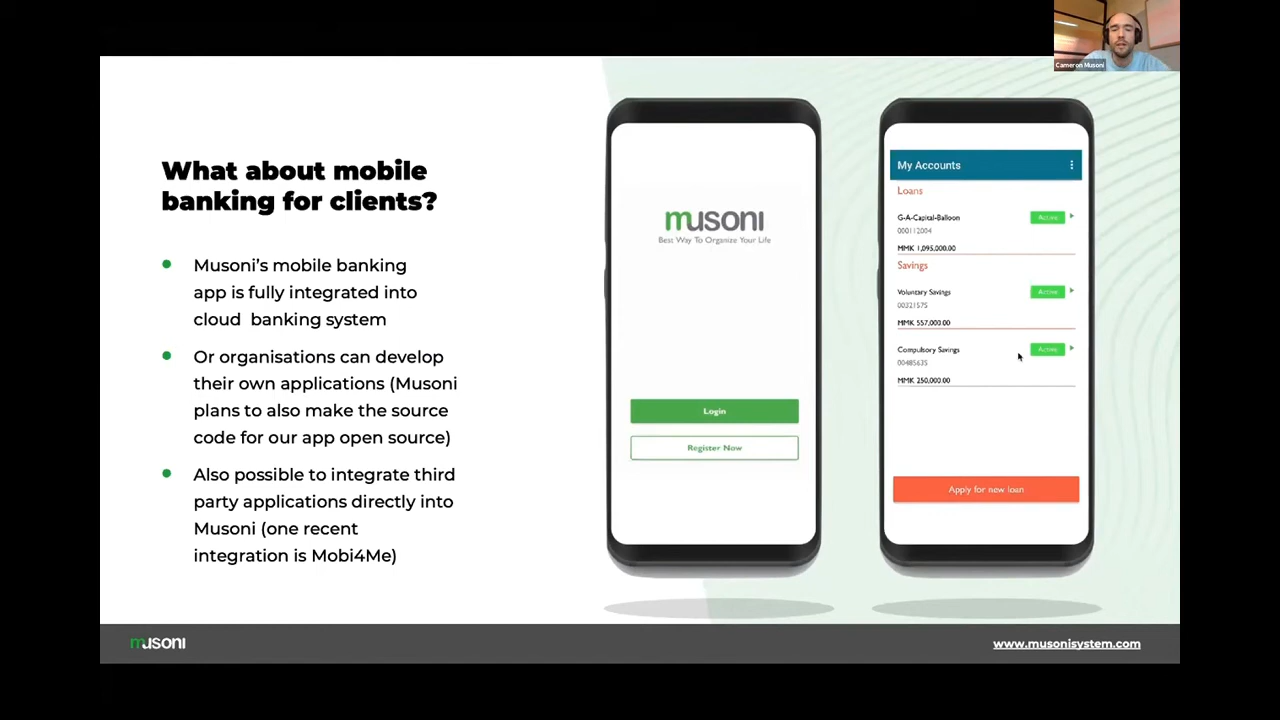 Cameron Musoni
What about mobile
banking for clients?
Musoni's mobile banking
app is fully integrated into
cloud banking system
Or organisations can develop
their own applications (Musoni
plans to also make the source
code for our app open source)
Also possible to integrate third
party applications directly into
Musoni (one recent
integration is Mobi4Me)
musoni
Best Way To Organize Your Life
Login
Register Now
My Accounts
Loans
G-A-Capital-Balloon
Active
000112004
MMK 1,095,000.00
Savings
Voluntary Savings
Active
00321575
MMK 557,000.00
Compulsory Savings
Active
00485635
MMK 250,000.00
Apply for new loan
musoni
www.musonisystem.com